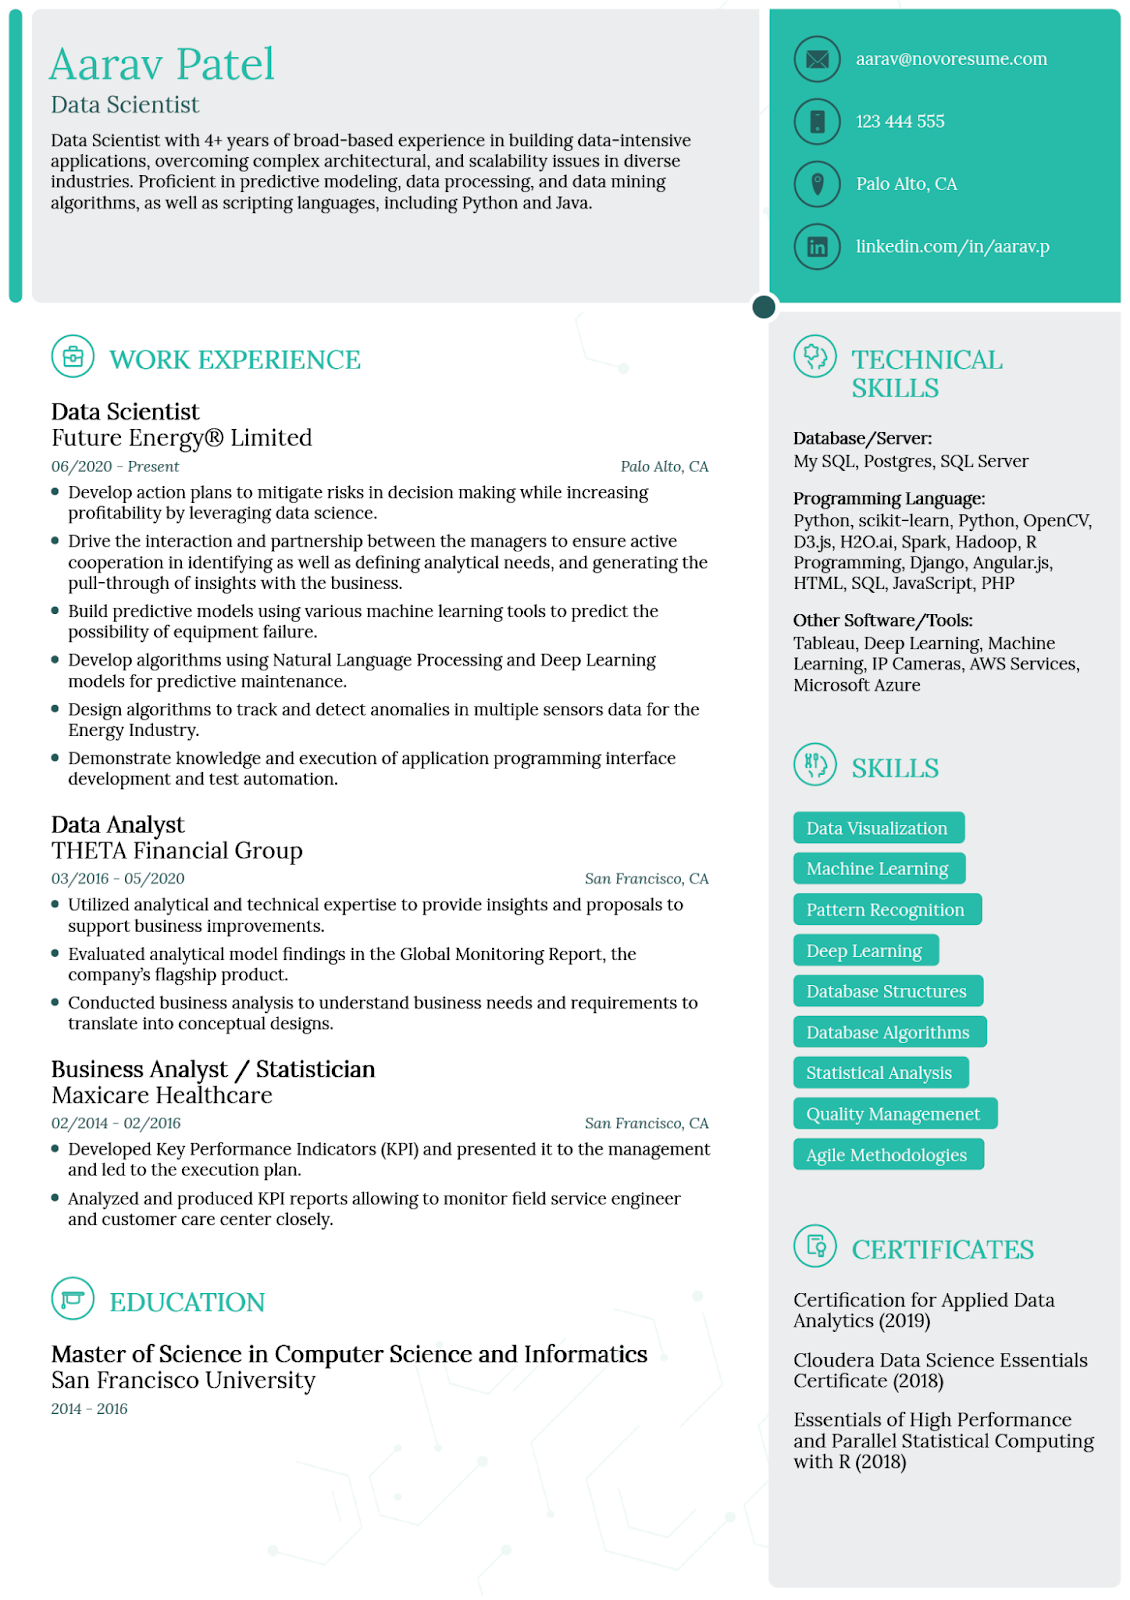 Aarav Patel
Data Scientist
Data Scientist with 4+ years of broad-based experience in building data-intensive
applications, overcoming complex architectural, and scalability issues in diverse
industries. Proficient in predictive modeling, data processing, and data mining
algorithms, as well as scripting languages, including Python and Java.
aarav@novoresume.com
123 444 555
Palo Alto, CA
in
linkedin.com/in/aarav.p
WORK EXPERIENCE
Data Scientist
Future Energy® Limited
06/2020 - Present
Palo Alto, CA
Develop action plans to mitigate risks in decision making while increasing
profitability by leveraging data science.
Drive the interaction and partnership between the managers to ensure active
cooperation in identifying as well as defining analytical needs, and generating the
pull-through of insights with the business.
Build predictive models using various machine learning tools to predict the
possibility of equipment failure.
Develop algorithms using Natural Language Processing and Deep Learning
models for predictive maintenance.
Design algorithms to track and detect anomalies in multiple sensors data for the
Energy Industry.
Demonstrate knowledge and execution of application programming interface
development and test automation.
Data Analyst
THETA Financial Group
03/2016 - 05/2020
San Francisco, CA
Utilized analytical and technical expertise to provide insights and proposals to
support business improvements.
Evaluated analytical model findings in the Global Monitoring Report, the
company's flagship product.
Conducted business analysis to understand business needs and requirements to
translate into conceptual designs.
Business Analyst / Statistician
Maxicare Healthcare
02/2014 - 02/2016
San Francisco, CA
Developed Key Performance Indicators (KPI) and presented it to the management
and led to the execution plan.
Analyzed and produced KPI reports allowing to monitor field service engineer
and customer care center closely.
EDUCATION
Master of Science in Computer Science and Informatics
San Francisco University
2014 - 2016
TECHNICAL
SKILLS
Database/Server:
My SQL, Postgres, SQL Server
Programming Language:
Python, scikit-learn, Python, OpenCV,
D3.js, H2O.ai, Spark, Hadoop, R
Programming, Django, Angular.js,
HTML, SQL, JavaScript, PHP
Other Software/Tools:
Tableau, Deep Learning, Machine
Learning, IP Cameras, AWS Services,
Microsoft Azure
SKILLS
Data Visualization
Machine Learning
Pattern Recognition
Deep Learning
Database Structures
Database Algorithms
Statistical Analysis
Quality Managemenet
Agile Methodologies
CERTIFICATES
Certification for Applied Data
Analytics (2019)
Cloudera Data Science Essentials
Certificate (2018)
Essentials of High Performance
and Parallel Statistical Computing
with R (2018)